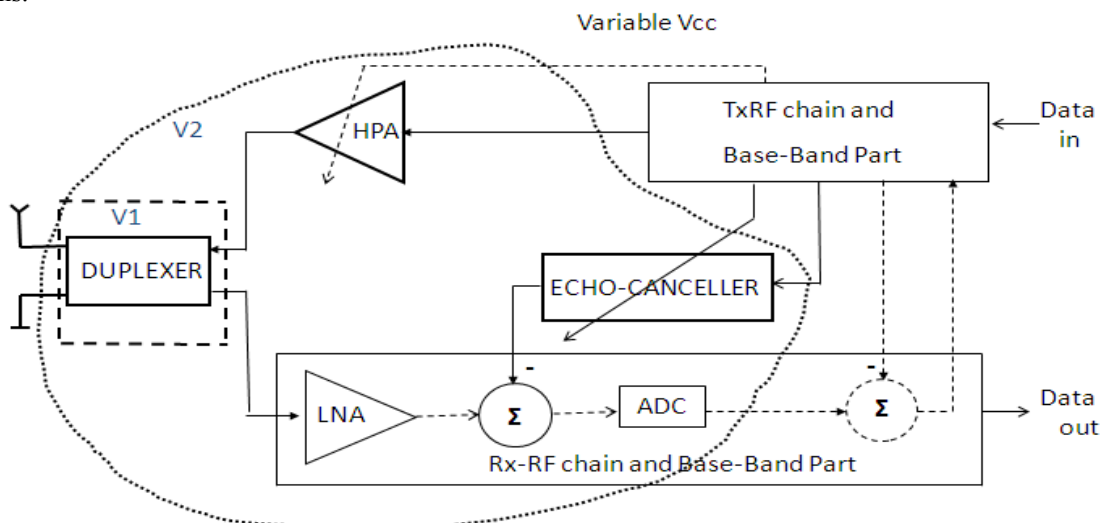 Variable Vcc
TxRF chain and
Base-Band Part
Data
in
HPA
V2
V1
DUPLEXER
ECHO-CANCELLER
-
-
LNA
Σ
ADC
Σ
Data
out
Rx-RF chain and Base-Band Part